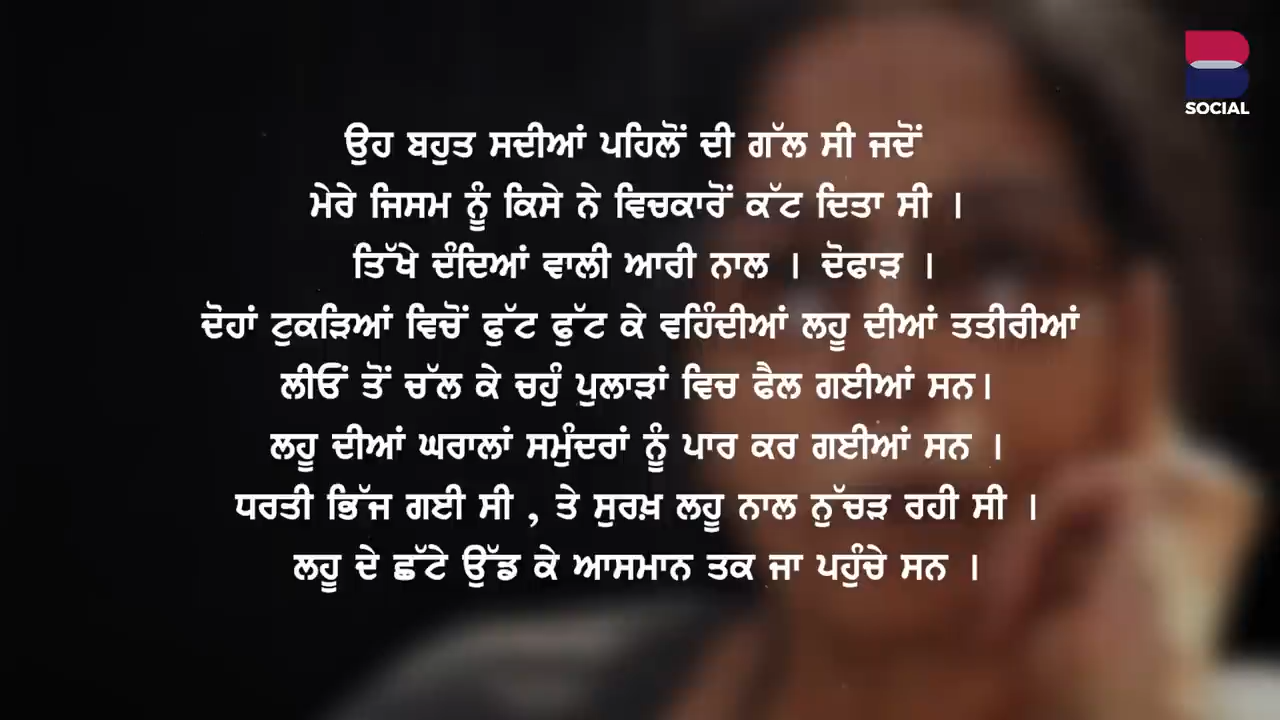 SOCIAL
ਉਹ ਬਹੁਤ ਸਦੀਆਂ ਪਹਿਲੋਂ ਦੀ ਗੱਲ ਸੀ ਜਦੋਂ
ਮੇਰੇ ਜਿਸਮ ਨੂੰ ਕਿਸੇ ਨੇ ਵਿਚਕਾਰੋਂ ਕੱਟ ਦਿਤਾ ਸੀ ।
ਤਿੱਖੇ ਦੰਦਿਆਂ ਵਾਲੀ ਆਰੀ ਨਾਲ । ਦੋਫਾੜ ।
ਦੋਹਾਂ ਟੁਕੜਿਆਂ ਵਿਚੋਂ ਫੁੱਟ ਫੁੱਟ ਕੇ ਵਹਿੰਦੀਆਂ ਲਹੂ ਦੀਆਂ ਤਤੀਰੀਆਂ
ਲੀਓਂ ਤੋਂ ਚੱਲ ਕੇ ਚਹੁੰ ਪੁਲਾੜਾਂ ਵਿਚ ਫੈਲ ਗਈਆਂ ਸਨ।
ਲਹੂ ਦੀਆਂ ਘਰਾਲਾਂ ਸਮੁੰਦਰਾਂ ਨੂੰ ਪਾਰ ਕਰ ਗਈਆਂ ਸਨ ।
ਧਰਤੀ ਭਿੱਜ ਗਈ ਸੀ , ਤੇ ਸੁਰਖ਼ ਲਹੂ ਨਾਲ ਨੁੱਚੜ ਰਹੀ ਸੀ ।
ਲਹੂ ਦੇ ਛੱਟੇ ਉੱਡ ਕੇ ਆਸਮਾਨ ਤਕ ਜਾ ਪਹੁੰਚੇ ਸਨ ।